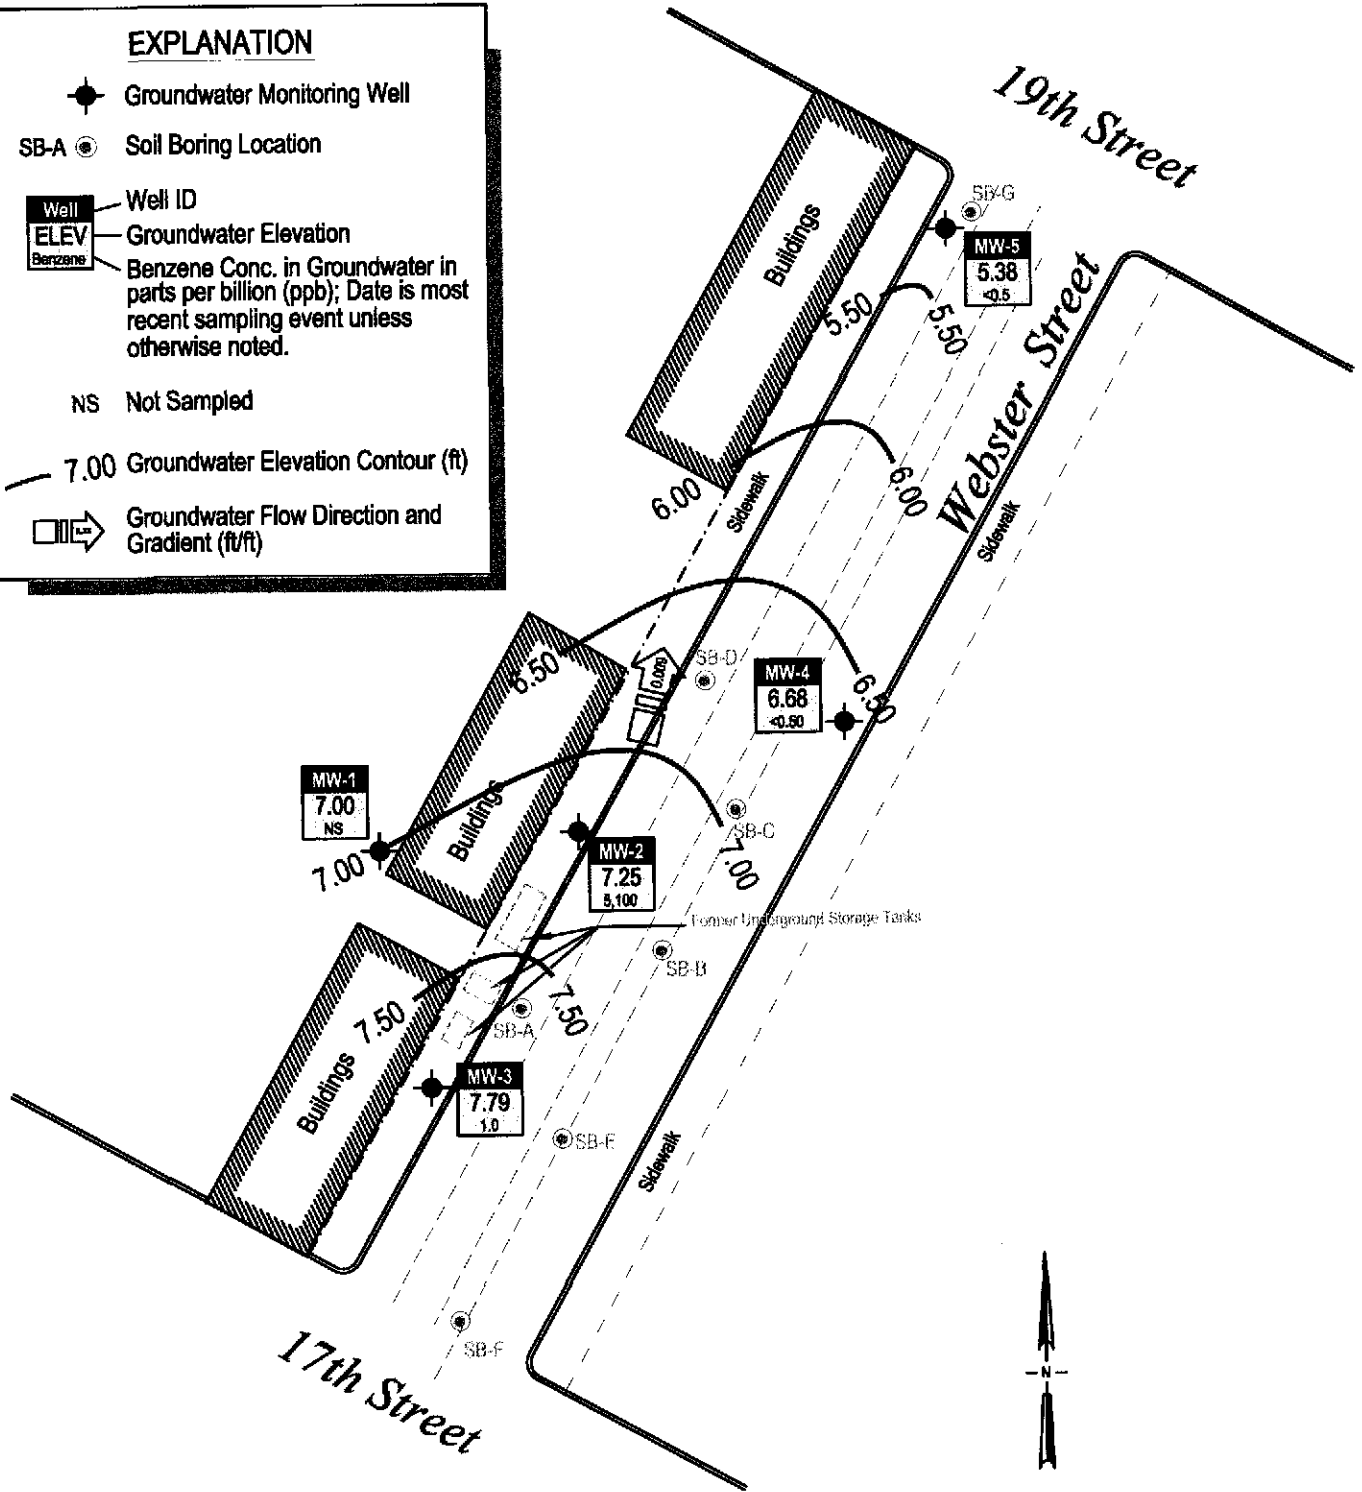 EXPLANATION
Groundwater Monitoring Well
SB-A Soil Boring Location
Well
ELEV
Benzene
Well ID
Groundwater Elevation
Benzene Conc. in Groundwater in
parts per billion (ppb); Date is most
recent sampling event unless
otherwise noted.
NS Not Sampled
7.00 Groundwater Elevation Contour (ft)
Groundwater Flow Direction and
Gradient (ft/ft)
19th Street
SB-G
MW-5
5.38
<0.5
Buildings
5.50
5.50
Webster Street
6.00
6.00
Sidewalk
Sidewalk
6.50
0.009
SB-D
MW-4
6.68
<0.50
6.50
MW-1
7.00
NS
7.00
Buildings
MW-2
7.25
5,100
SB-C
7.00
Former Underground Storage Tanks
SB-B
7.50
7.50
SB-A
Buildings
MW-3
7.79
1.0
SB-E
Sidewalk
SB-F
17th Street
N